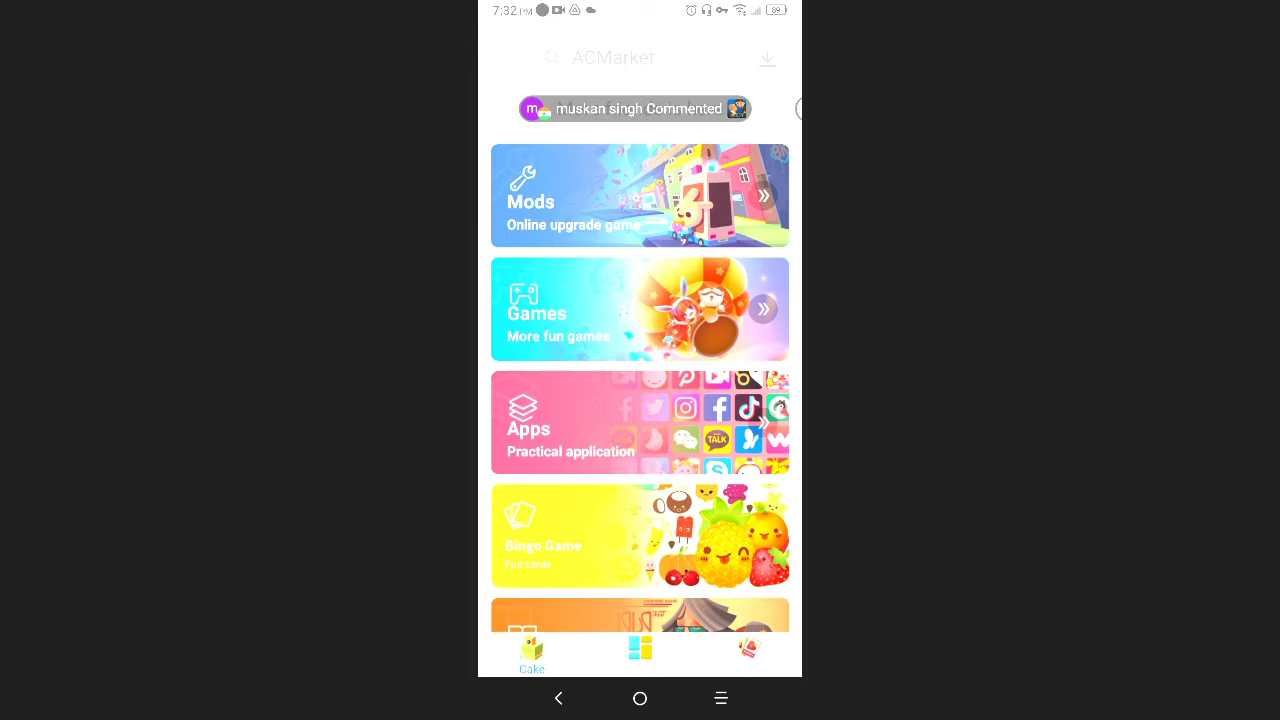 7:32 PM
89
ACMarket
m muskan singh Commented
Mods
Online upgrade game
Games
More fun games
Apps
Practical application
TALK
Bingo Game
Fun cards
Cake